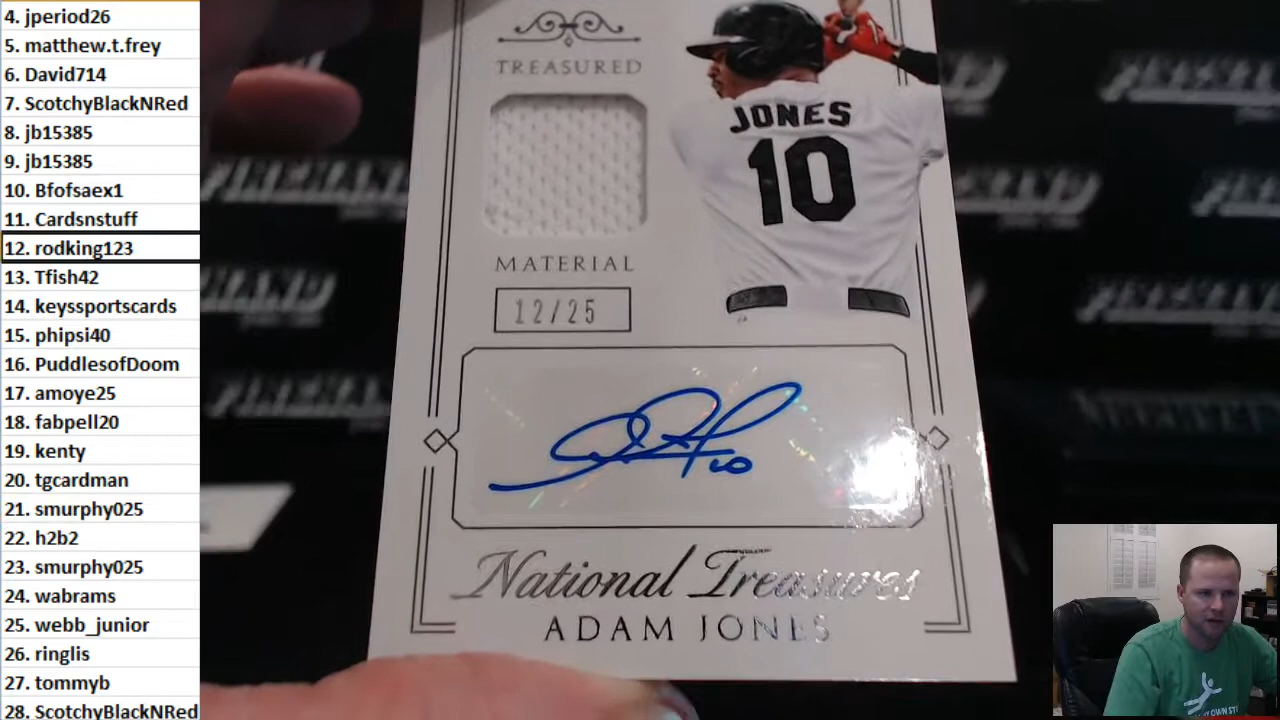 4. jperiod26
5. matthew.t.frey
6. David714
7. ScotchyBlackNRed
8. jb15385
9. jb15385
10. Bfofsaex1
11. Cardsnstuff
12. rodking123
13. Tfish42
14. keyssportscards
15. phipsi40
16. PuddlesofDoom
17. amoye25
18. fabpell20
19. kenty
20. tgcardman
21. smurphy025
22. h2b2
23. smurphy025
24. wabrams
25. webb_junior
26. ringlis
27. tommyb
28. ScotchyBlackNRed
TREASURED
MATERIAL
12/25
JONES
10
National Treasures
ADAM JONES